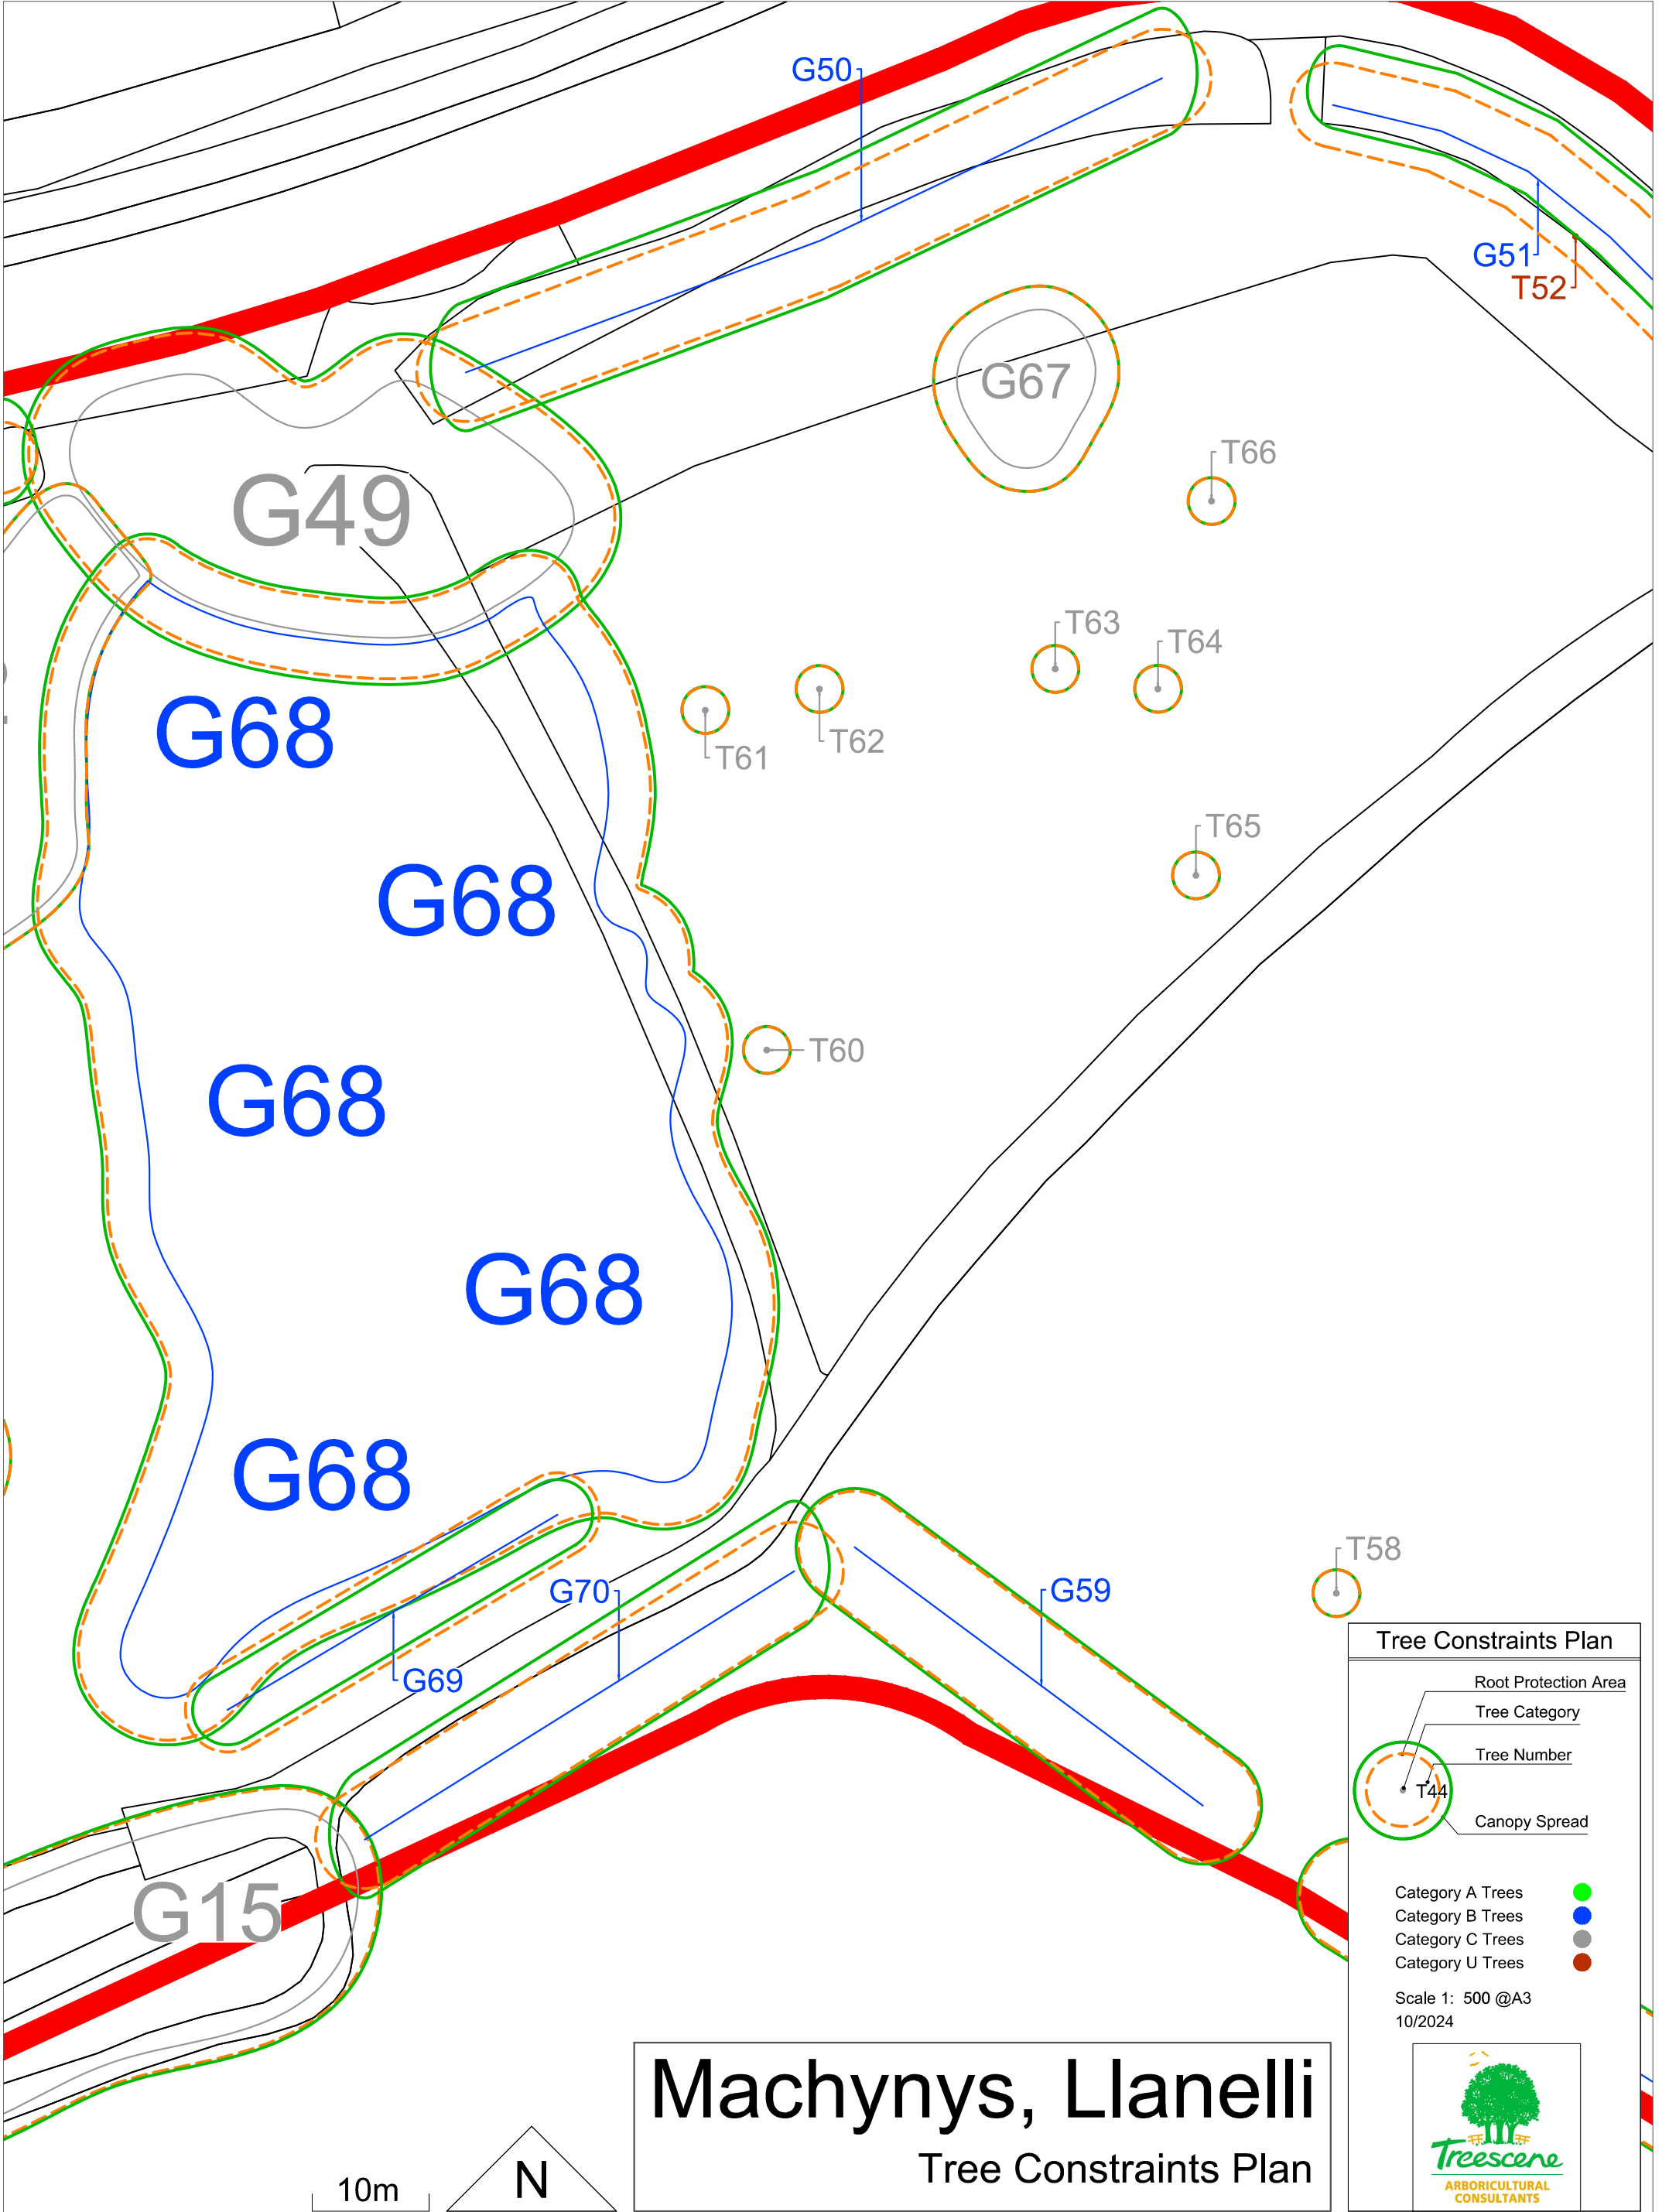 G50
G51
T52
G67
T66
G49
T63
T64
G68
T61
T62
T65
G68
T60
G68
G68
G68
T58
G70
G59
G69
G15
Tree Constraints Plan
Root Protection Area
Tree Category
Tree Number
T44
Canopy Spread
Category A Trees
Category B Trees
Category C Trees
Category U Trees
Scale 1: 500 @A3
10/2024
Treescene
ARBORICULTURAL
CONSULTANTS
Machynys, Llanelli
Tree Constraints Plan
10m
N